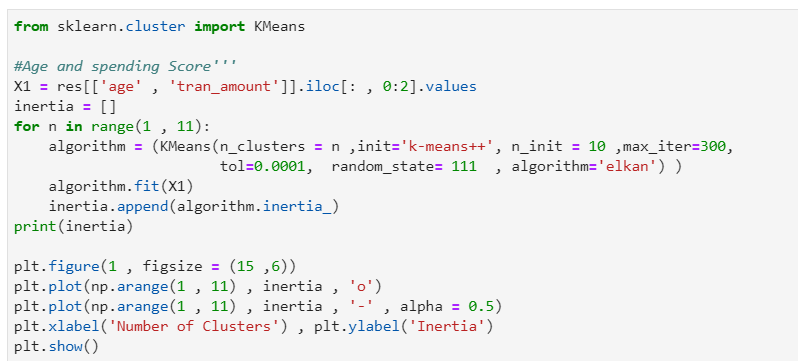 from sklearn.cluster import KMeans
#Age and spending Score'''
X1 = res[['age' , 'tran_amount']].iloc[: , 0:2].values
inertia = []
for n in range(1 , 11):
    algorithm = (KMeans(n_clusters = n ,init='k-means++', n_init = 10 ,max_iter=300,
                        tol=0.0001,  random_state= 111  , algorithm='elkan') )
    algorithm.fit(X1)
    inertia.append(algorithm.inertia_)
print(inertia)
plt.figure(1 , figsize = (15 ,6))
plt.plot(np.arange(1 , 11) , inertia , 'o')
plt.plot(np.arange(1 , 11) , inertia , '-' , alpha = 0.5)
plt.xlabel('Number of Clusters') , plt.ylabel('Inertia')
plt.show()